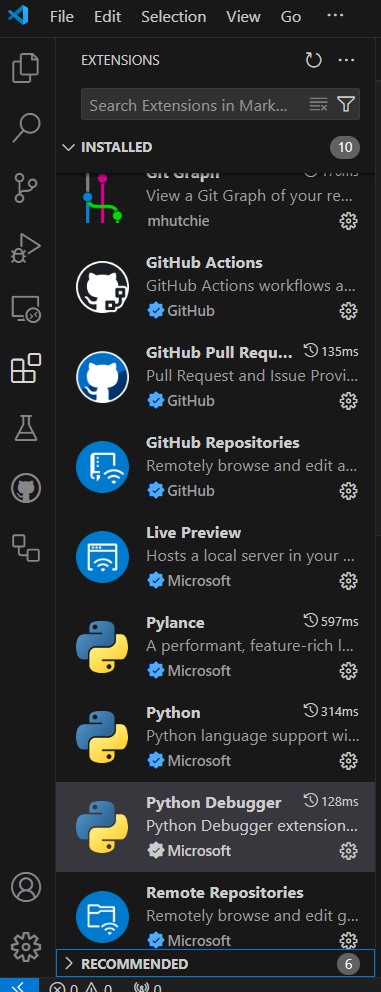 File Edit Selection View Go ...
EXTENSIONS
Search Extensions in Mark...
INSTALLED 10
Git Graph 176ms
View a Git Graph of your re...
mhutchie
GitHub Actions
GitHub Actions workflows a...
GitHub
GitHub Pull Requ... 135ms
Pull Request and Issue Provi...
GitHub
GitHub Repositories
Remotely browse and edit a...
GitHub
Live Preview
Hosts a local server in your ...
Microsoft
Pylance 597ms
A performant, feature-rich l...
Microsoft
Python 314ms
Python language support wi...
Microsoft
Python Debugger 128ms
Python Debugger extension...
Microsoft
Remote Repositories
Remotely browse and edit g...
Microsoft
RECOMMENDED 6
0 0 0